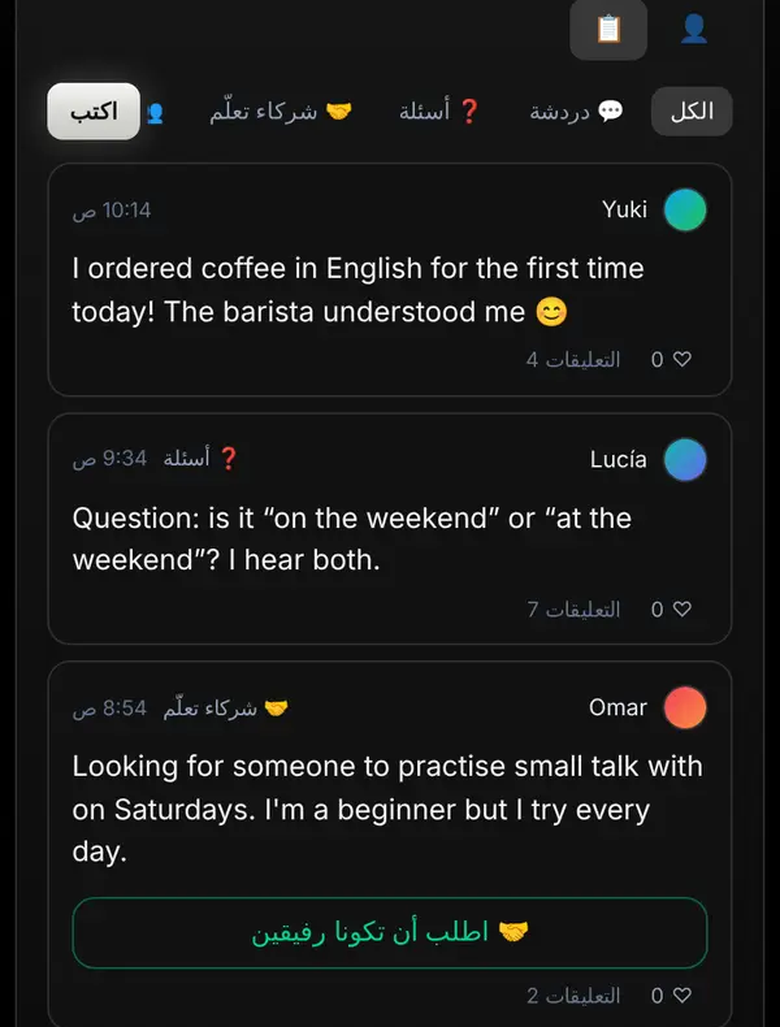 الكل
💬 دردشة
❓ أسئلة
🤝 شركاء تعلّم
👥
اكتب
Yuki
10:14 ص
I ordered coffee in English for the first time
today! The barista understood me 😊
♡ 0
التعليقات 4
Lucía
❓ أسئلة
9:34 ص
Question: is it “on the weekend” or “at the
weekend”? I hear both.
♡ 0
التعليقات 7
Omar
🤝 شركاء تعلّم
8:54 ص
Looking for someone to practise small talk with
on Saturdays. I'm a beginner but I try every
day.
🤝 اطلب أن تكونا رفيقين
♡ 0
التعليقات 2